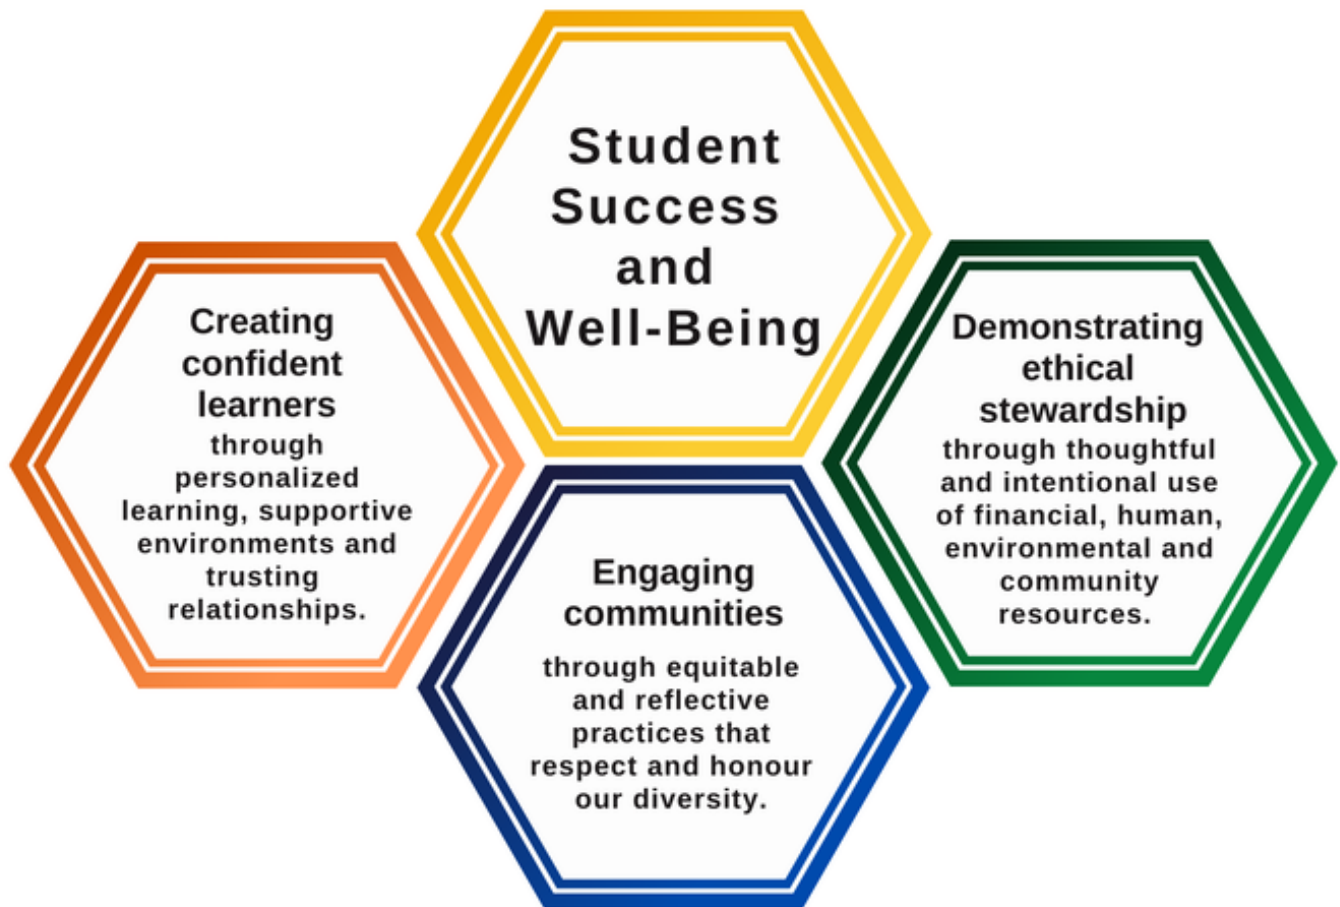 Student
Success
and
Well-Being
Creating
confident
learners
through
personalized
learning, supportive
environments and
trusting
relationships.
Engaging
communities
through equitable
and reflective
practices that
respect and honour
our diversity.
Demonstrating
ethical
stewardship
through thoughtful
and intentional use
of financial, human,
environmental and
community
resources.